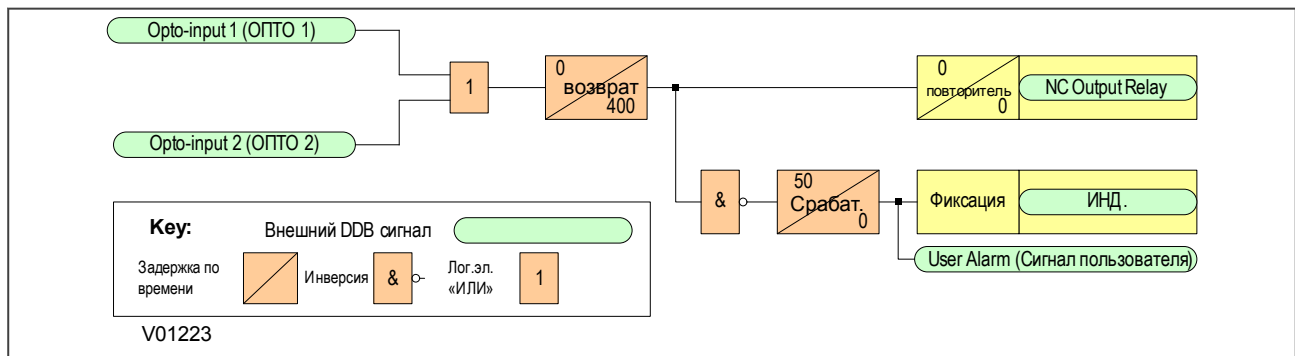 Opto-input 1 (ОПТО 1)
1
0
возврат
400
0
повторитель
0
NC Output Relay
Opto-input 2 (ОПТО 2)
&
50
Срабат.
0
Фиксация
ИНД.
User Alarm (Сигнал пользователя)
Key:
Внешний DDB сигнал
Задержка по
времени
Инверсия
&
Лог.эл.
«ИЛИ»
1
V01223